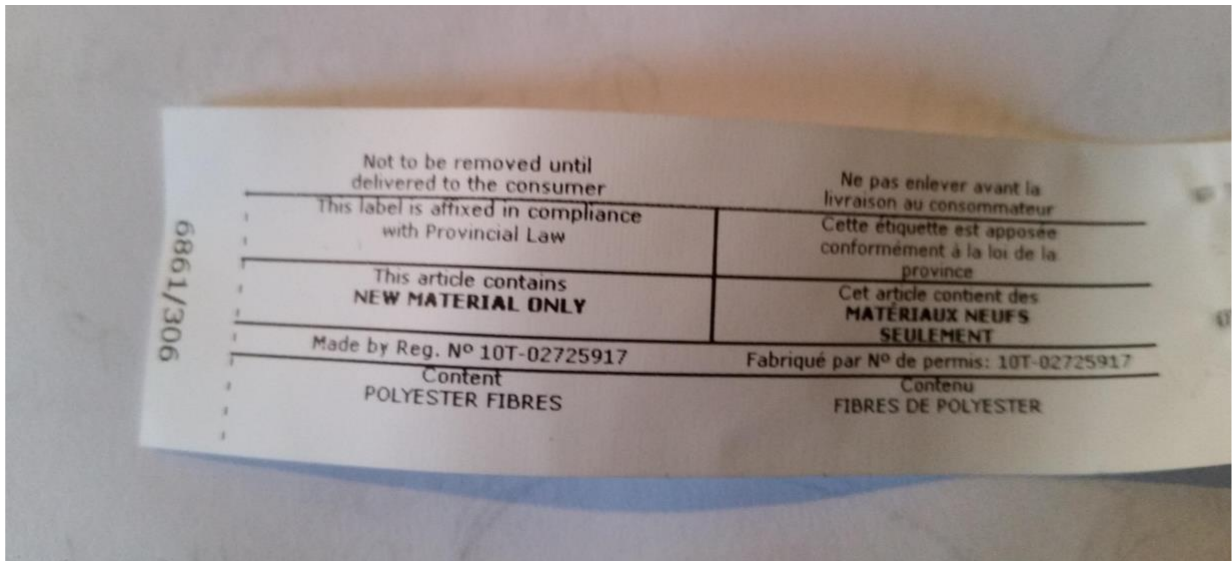 Not to be removed until
delivered to the consumer
This label is affixed in compliance
with Provincial Law
This article contains
NEW MATERIAL ONLY
Made by Reg. Nº 10T-02725917
Content
POLYESTER FIBRES
Ne pas enlever avant la
livraison au consommateur
Cette étiquette est apposée
conformément à la loi de la
province
Cet article contient des
MATÉRIAUX NEUFS
SEULEMENT
Fabriqué par Nº de permis: 10T-02725917
Contenu
FIBRES DE POLYESTER
6861/306